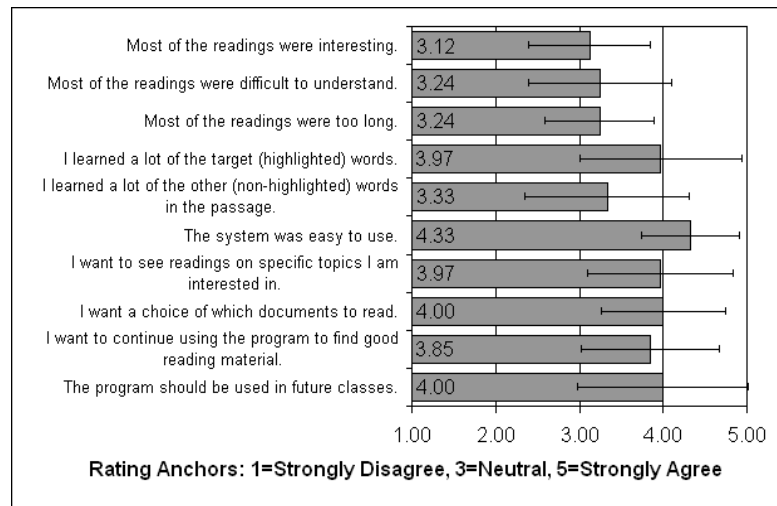 Most of the readings were interesting.
3.12
Most of the readings were difficult to understand.
3.24
Most of the readings were too long.
3.24
I learned a lot of the target (highlighted) words.
3.97
I learned a lot of the other (non-highlighted) words
in the passage.
3.33
The system was easy to use.
4.33
I want to see readings on specific topics I am
interested in.
3.97
I want a choice of which documents to read.
4.00
I want to continue using the program to find good
reading material.
3.85
The program should be used in future classes.
4.00
1.00 2.00 3.00 4.00 5.00
Rating Anchors: 1=Strongly Disagree, 3=Neutral, 5=Strongly Agree